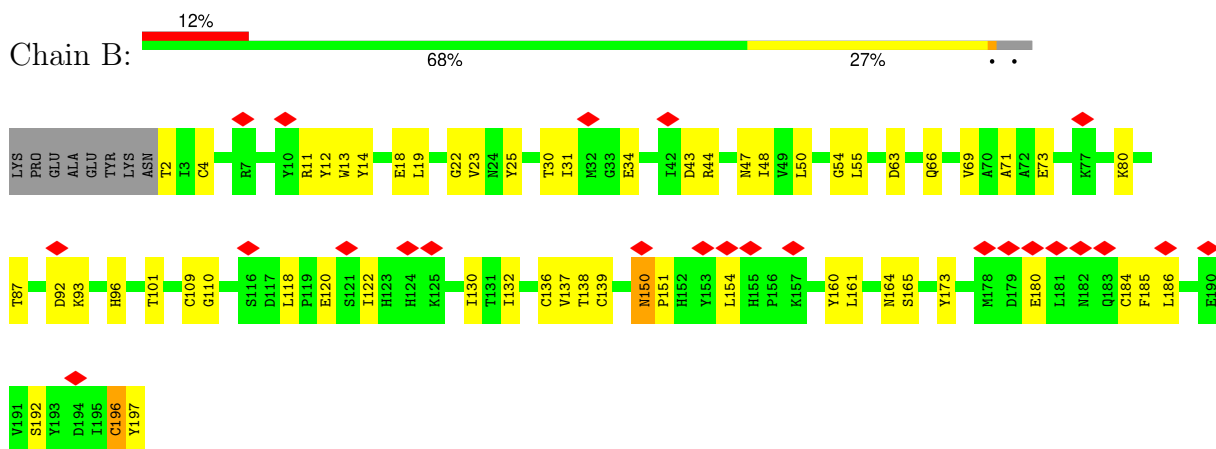 12%
Chain B:
68% 27% • •
LYS PRO GLU ALA GLU TYR LYS ASN T2 I3 C4 R7 Y10 R11 Y12 W13 Y14 E18 L19 G22 V23 N24 Y25 T30 I31 M32 G33 E34 I42 D43 R44 N47 I48 V49 L50 G54 L55 D63 Q66 V69 A70 A71 A72 E73 K77 K80
T87 D92 K93 H96 T101 C109 G110 S116 D117 L118 P119 E120 S121 I122 H123 H124 K125 I130 T131 T132 C136 V137 T138 C139 N150 P151 H152 Y153 L154 H155 P156 K157 Y160 L161 N164 S165 Y173 M178 D179 E180 L181 N182 Q183 C184 F185 L186 E190
V191 S192 Y193 D194 I195 C196 Y197